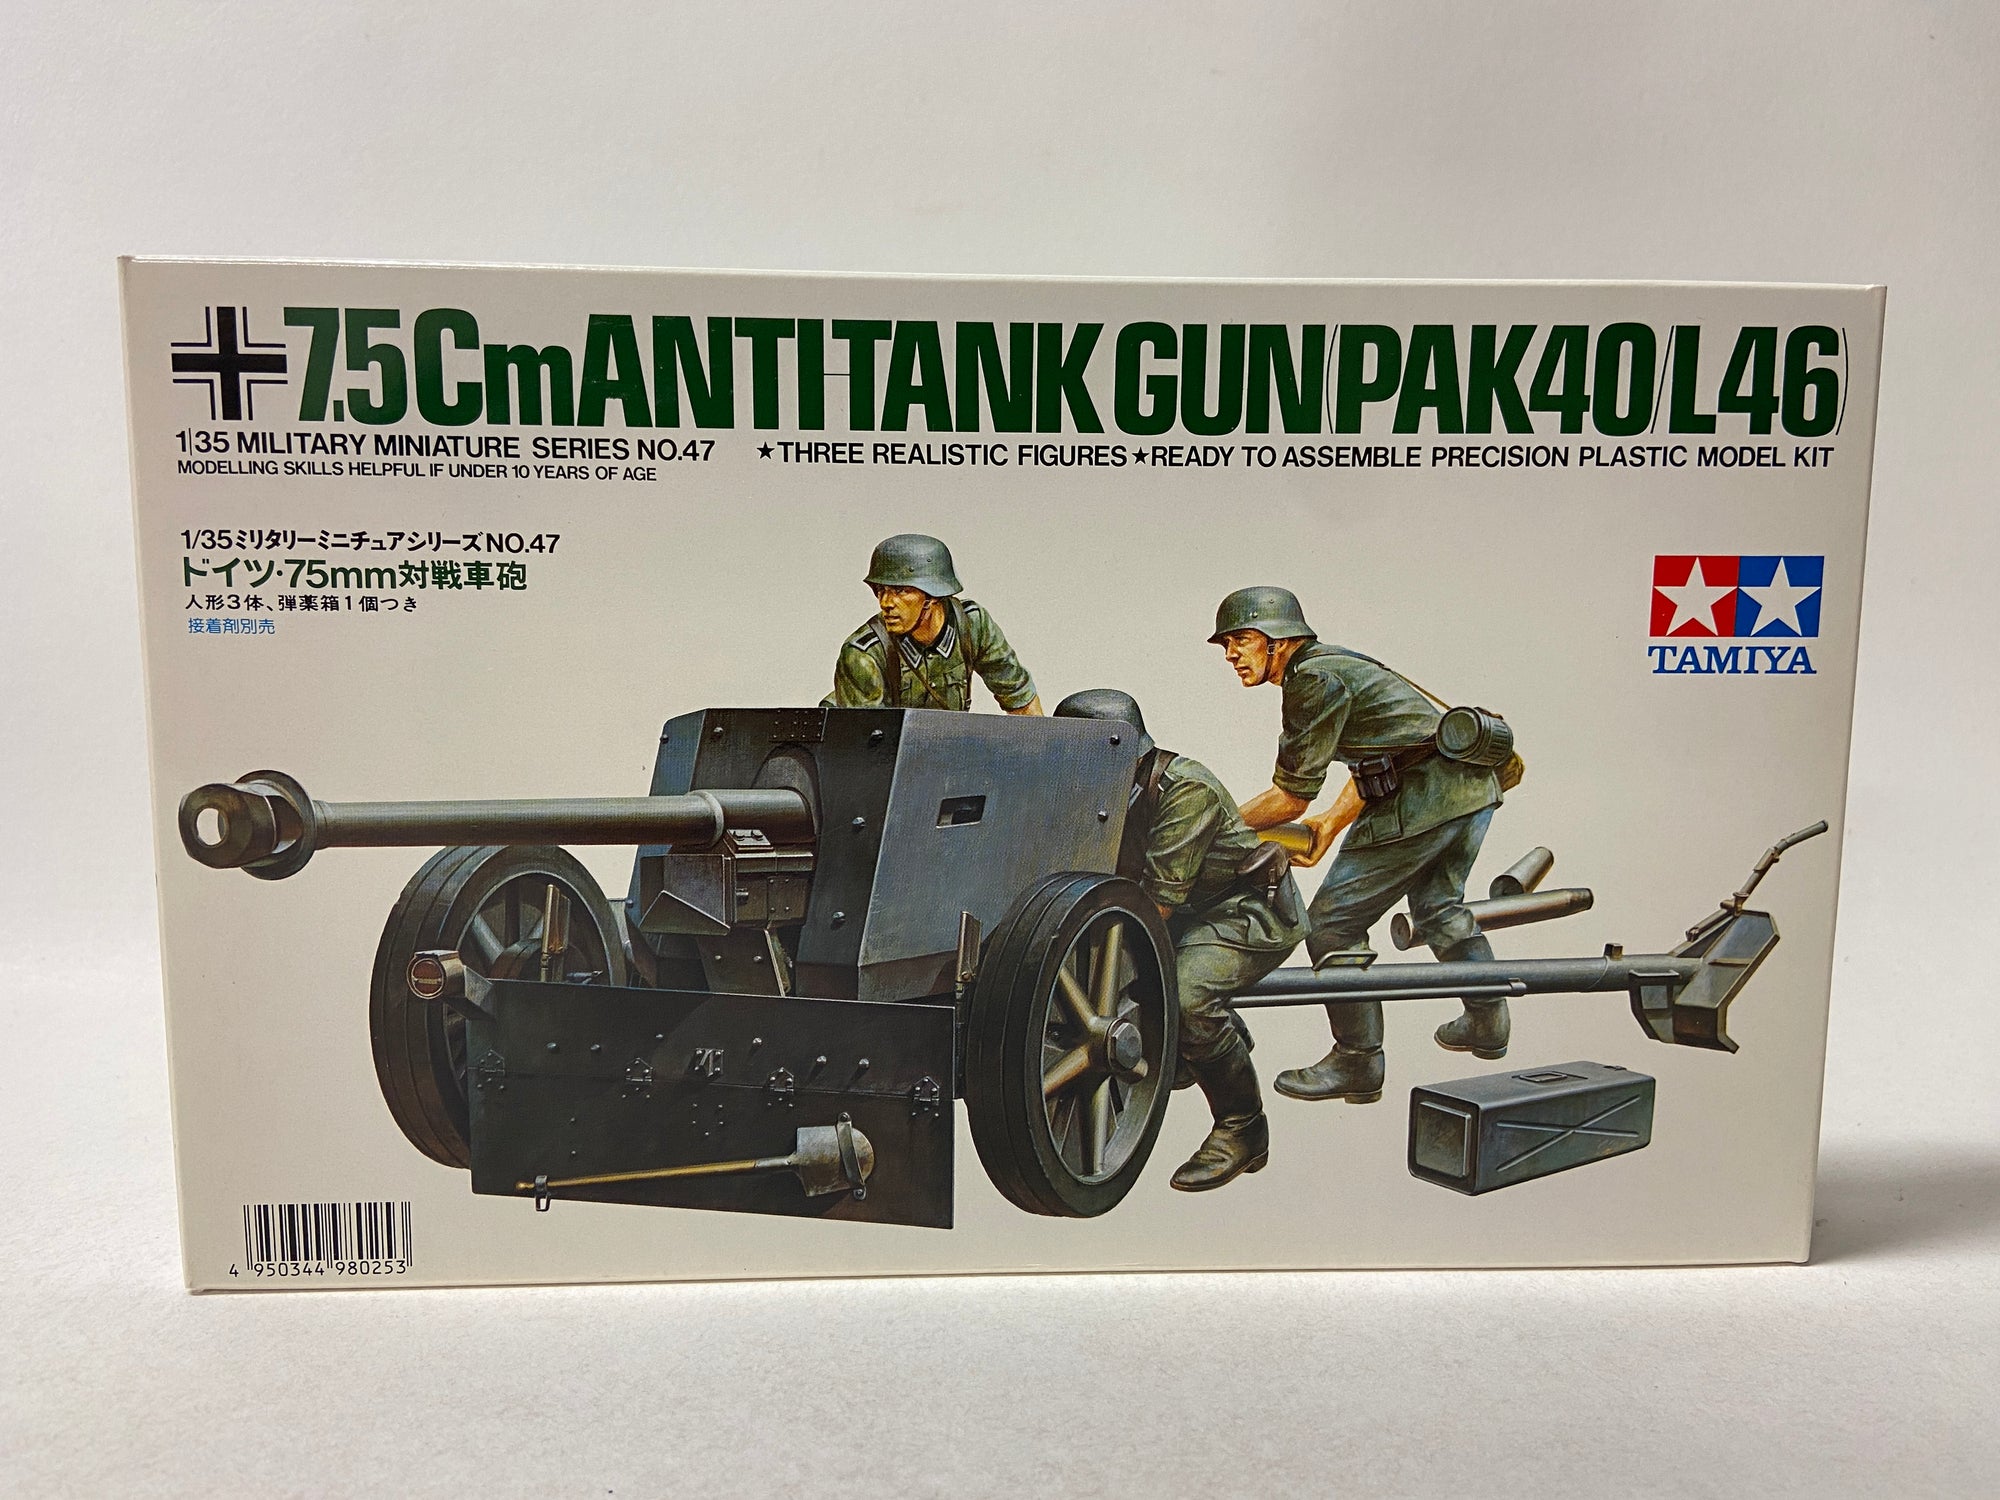 7.5Cm ANTI-TANK GUN (PAK40/L46)
1/35 MILITARY MINIATURE SERIES NO.47 ★THREE REALISTIC FIGURES ★READY TO ASSEMBLE PRECISION PLASTIC MODEL KIT
MODELLING SKILLS HELPFUL IF UNDER 10 YEARS OF AGE
1/35ミリタリーミニチュアシリーズNO.47
ドイツ・75mm対戦車砲
人形3体、弾薬箱1個つき
接着剤別売
TAMIYA
4 950344 980253